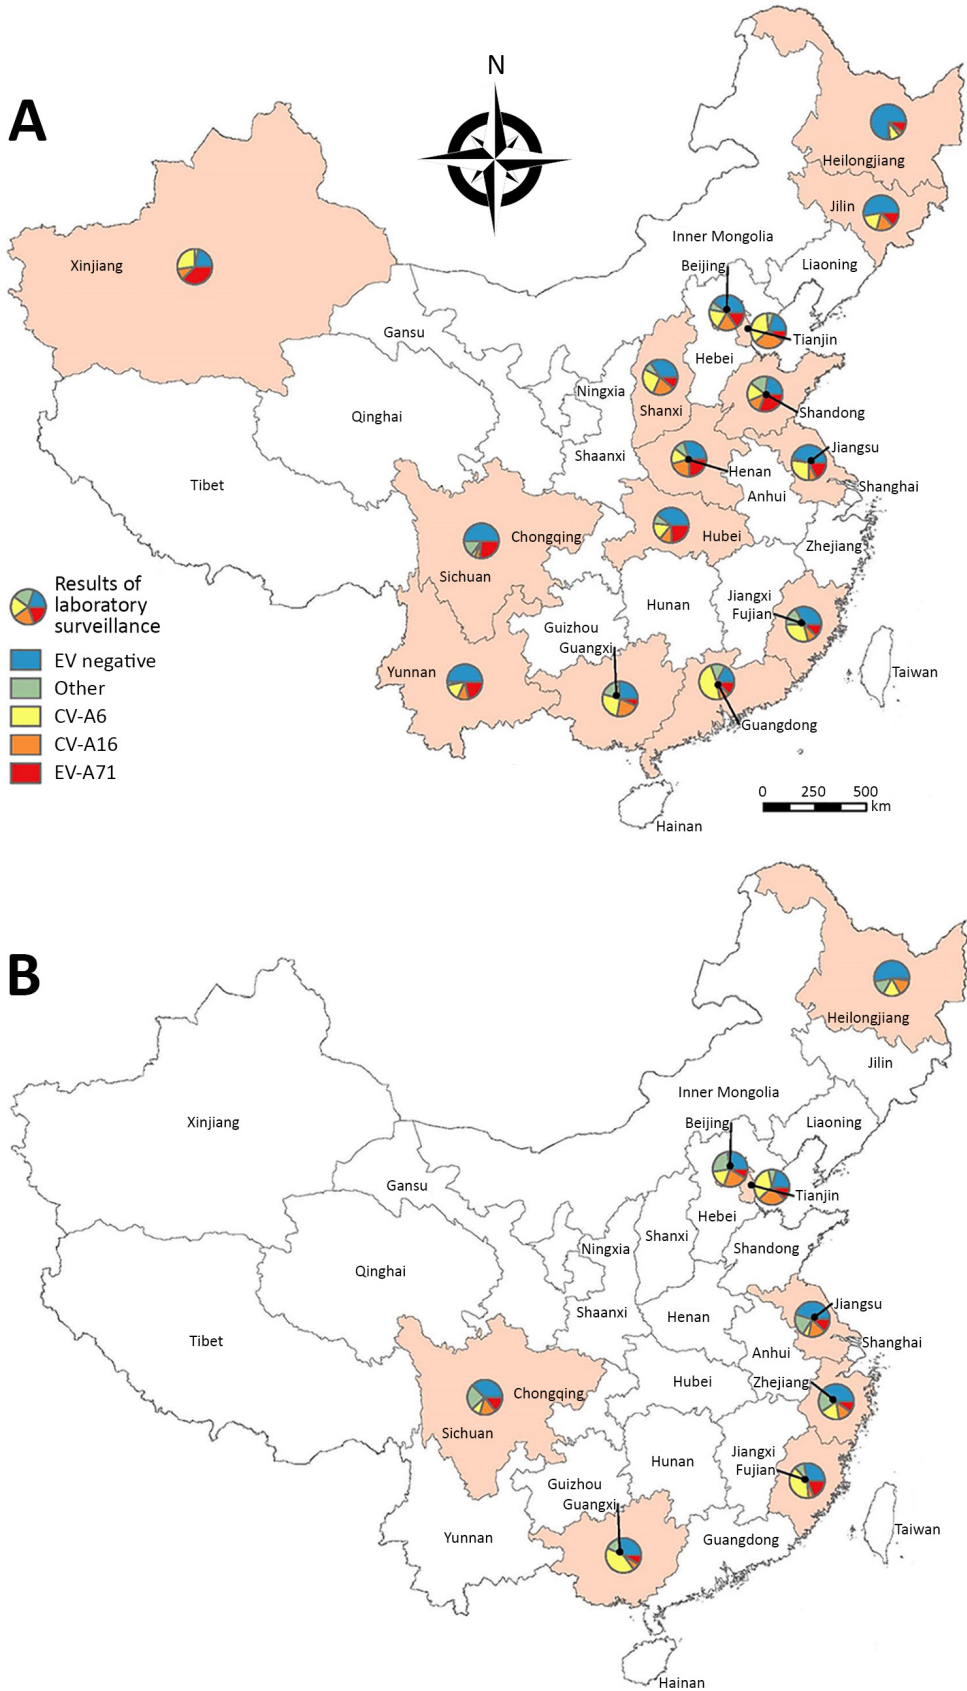 N
A
Heilongjiang
Jilin
Inner Mongolia
Xinjiang
Beijing
Liaoning
Gansu
Tianjin
Hebei
Ningxia
Qinghai
Shanxi
Shandong
Jiangsu
Shaanxi
Henan
Tibet
Anhui
Shanghai
Chongqing
Hubei
Zhejiang
Sichuan
Results of
laboratory
surveillance
Jiangxi
Hunan
Fujian
Guizhou
Guangxi
EV negative
Yunnan
Taiwan
Other
CV-A6
Guangdong
CV-A16
EV-A71
0 250 500
km
Hainan
B
Heilongjiang
Jilin
Inner Mongolia
Xinjiang
Beijing
Liaoning
Gansu
Tianjin
Hebei
Shanxi
Ningxia
Shandong
Qinghai
Jiangsu
Shaanxi
Henan
Tibet
Shanghai
Anhui
Hubei
Zhejiang
Chongqing
Sichuan
Jiangxi
Hunan
Fujian
Guizhou
Guangxi
Taiwan
Yunnan
Guangdong
Hainan